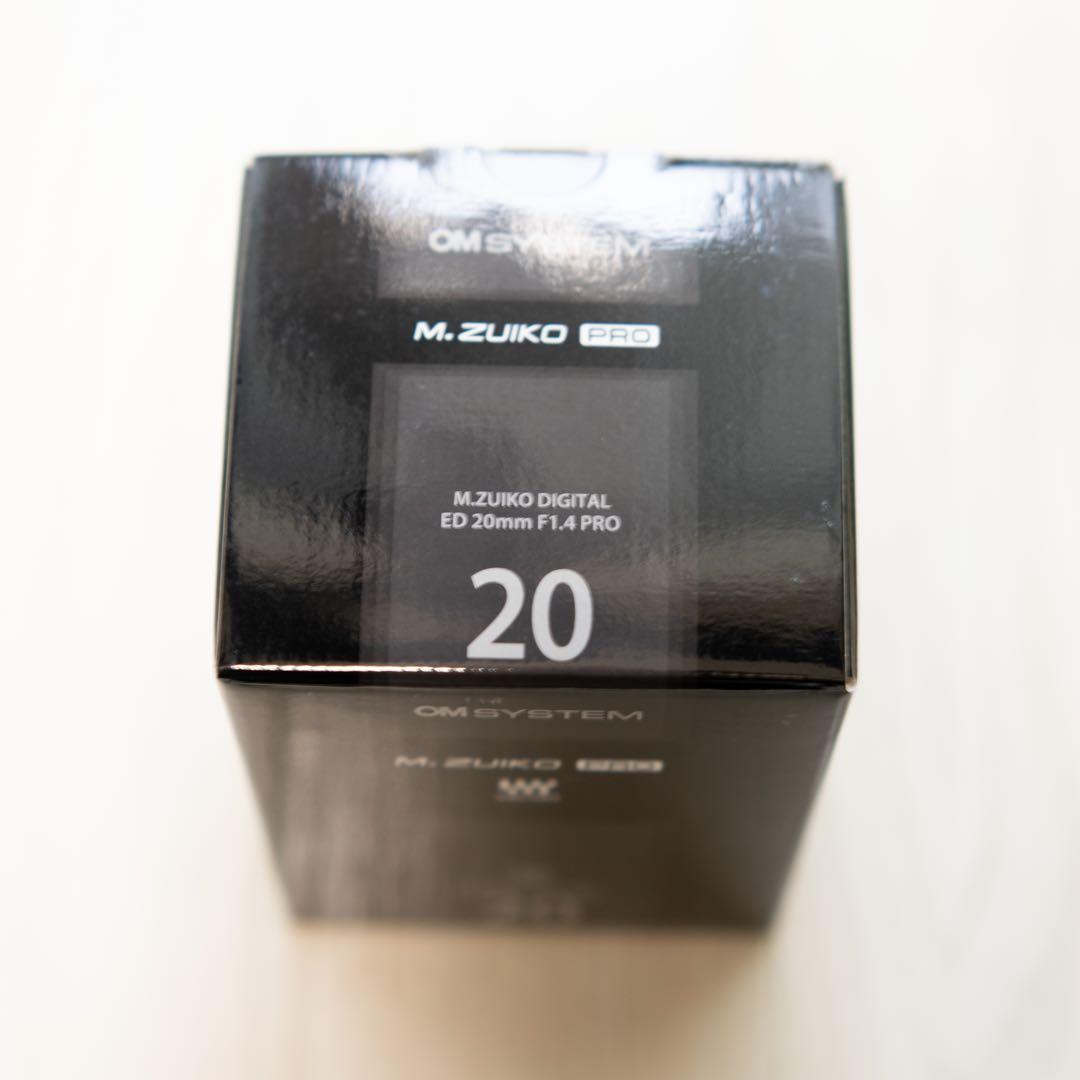 OM SYSTEM
M.ZUIKO PRO
M.ZUIKO DIGITAL
ED 20mm F1.4 PRO
20
OM SYSTEM
M.ZUIKO PRO